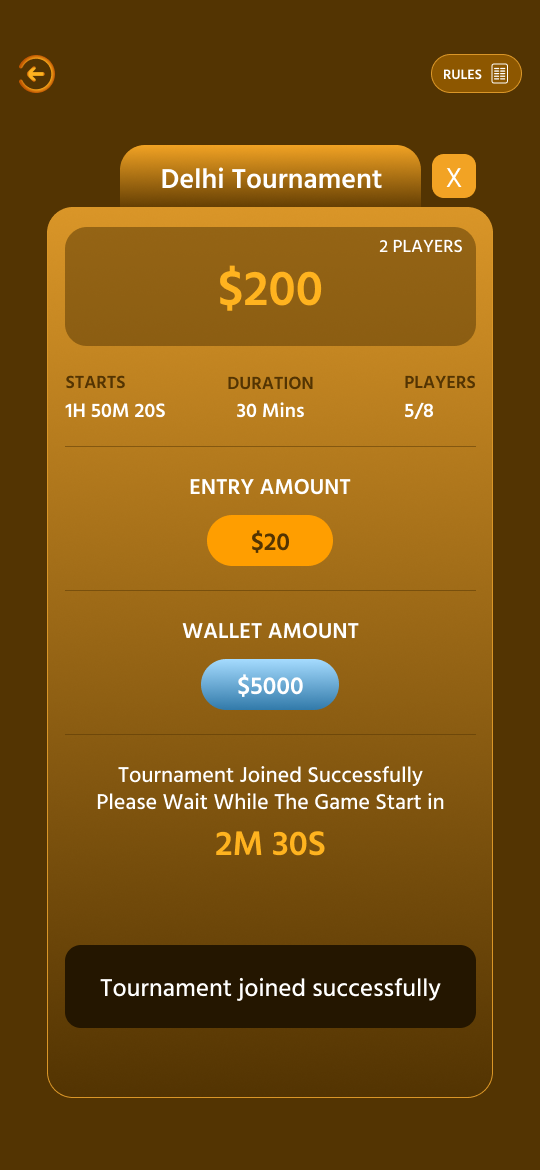 RULES
Delhi Tournament
X
2 PLAYERS
$200
STARTS
DURATION
PLAYERS
1H 50M 20S
30 Mins
5/8
ENTRY AMOUNT
$20
WALLET AMOUNT
$5000
Tournament Joined Successfully
Please Wait While The Game Start in
2M 30S
Tournament joined successfully